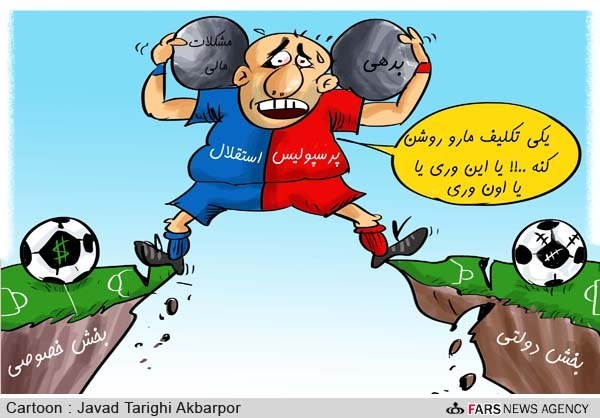 مشکلات
مالی
بدهی
یکی تکلیف مارو روشن
کنه ..!! یا این وری یا
یا اون وری
استقلال
پرسپولیس
$
بخش خصوصی
بخش دولتی
Cartoon : Javad Tarighi Akbarpor
FARS NEWS AGENCY